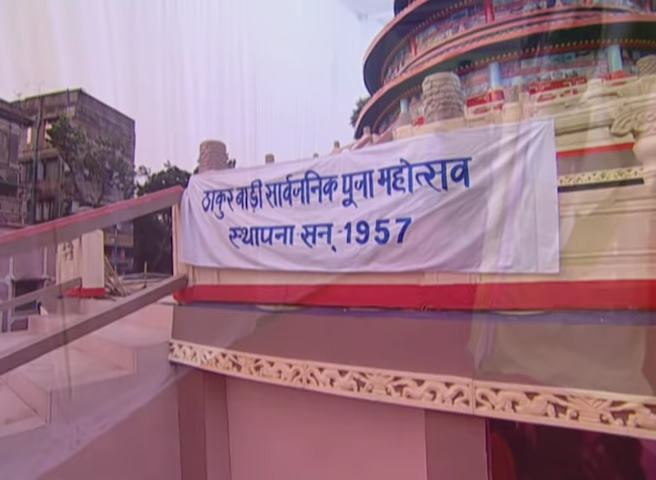 ठाकुर बाड़ी सार्वजनिक पूजा महोत्सव
स्थापना सन् - 1957